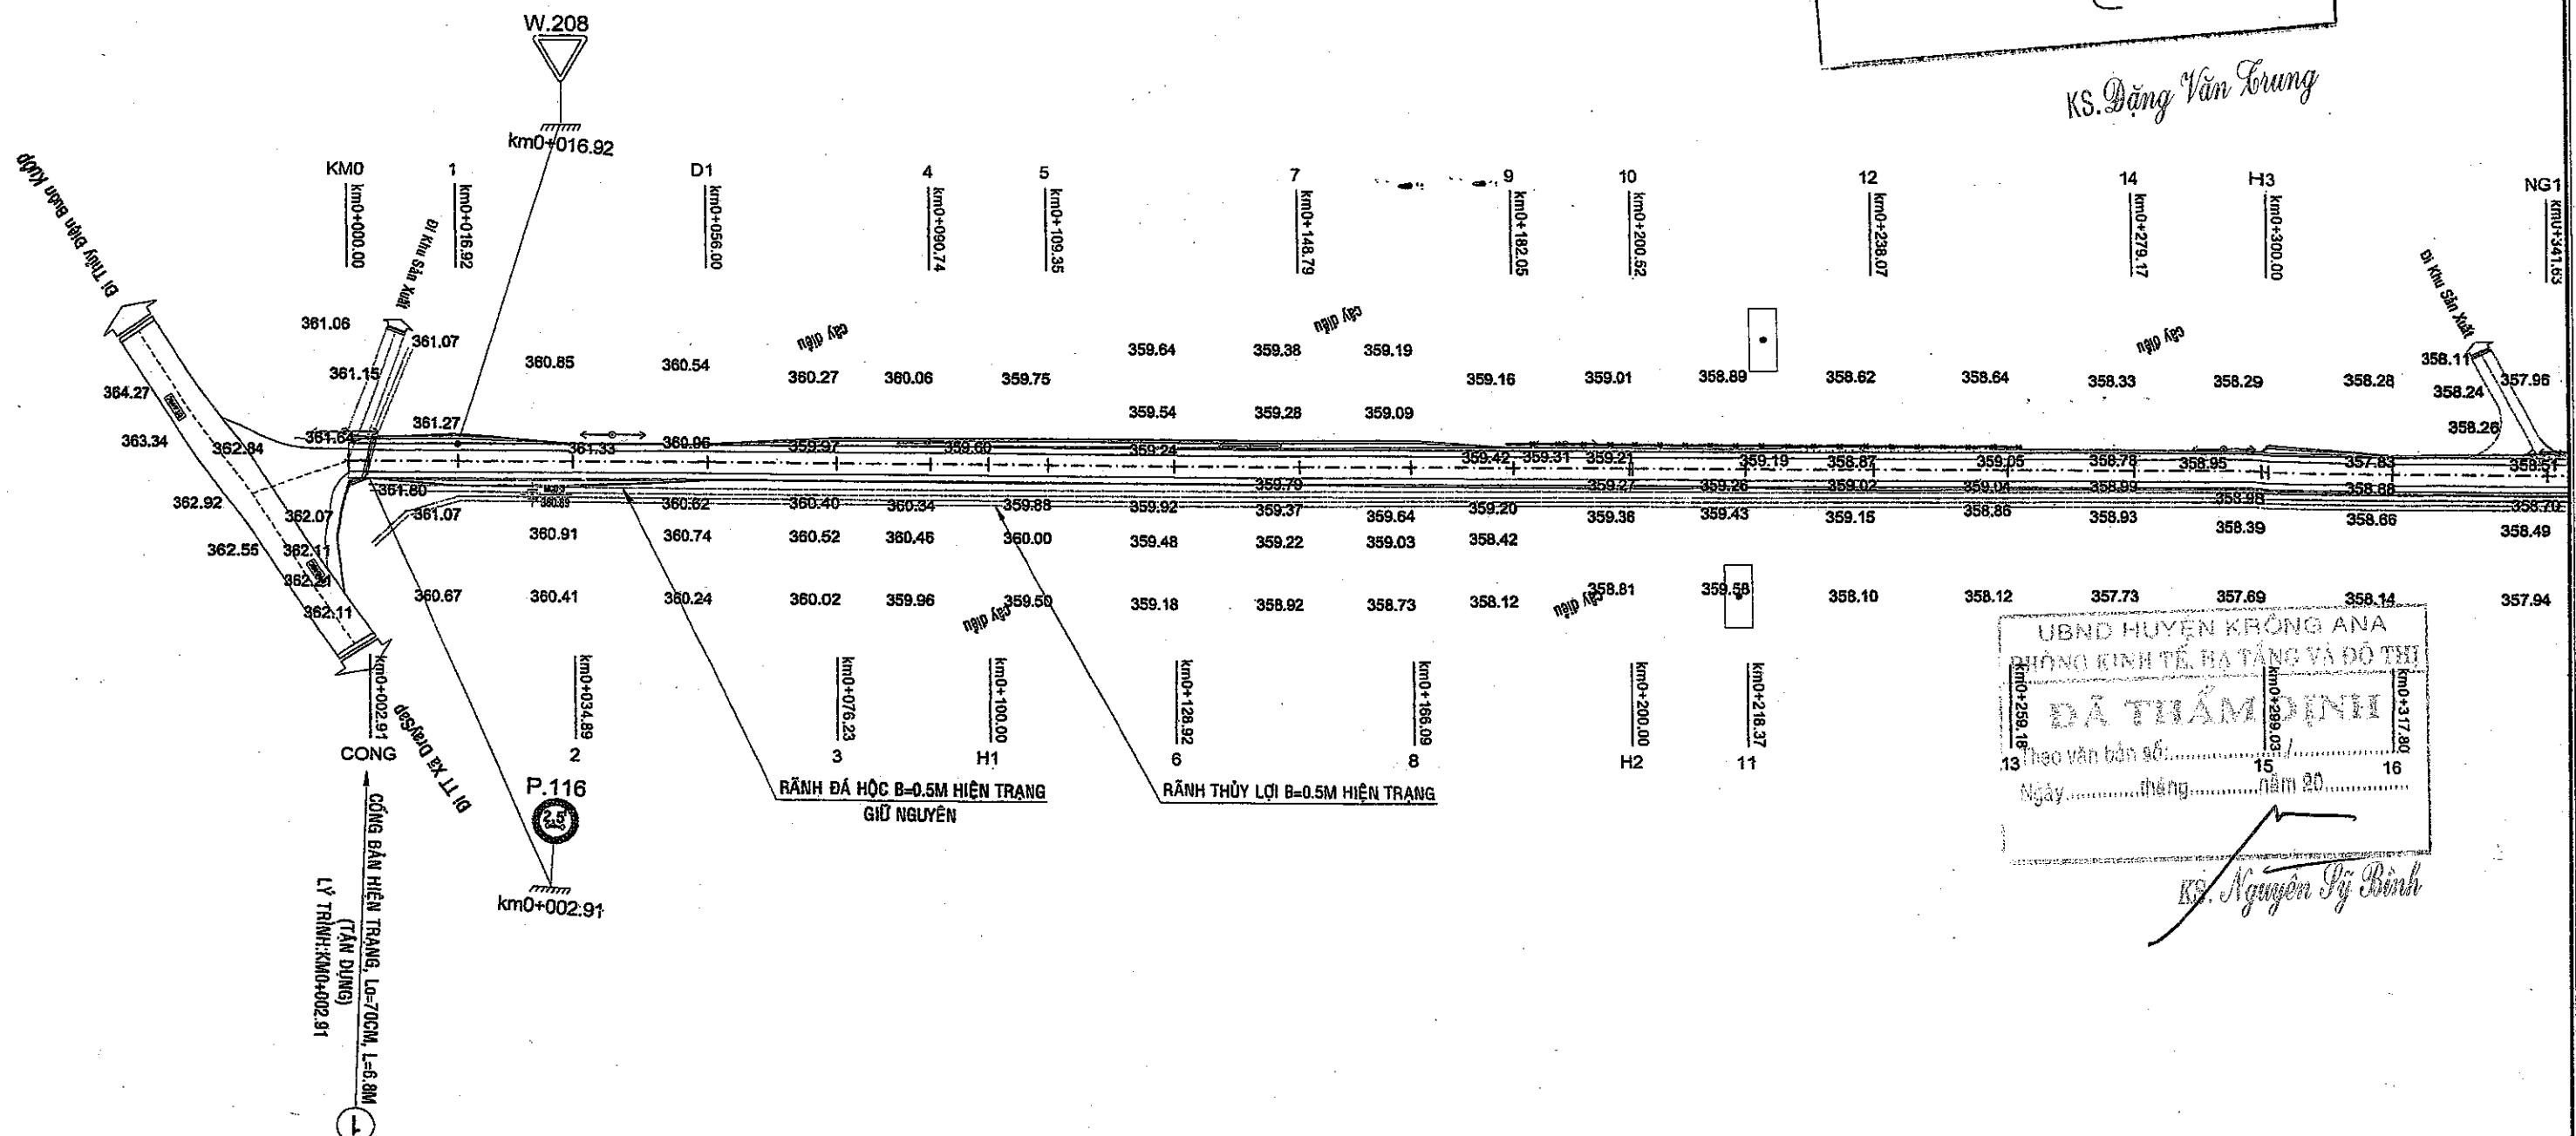 KS. Đặng Văn Trung
W.208
km0+016.92
KM0
km0+000.00
1
km0+016.92
D1
km0+056.00
4
km0+090.74
5
km0+109.35
7
km0+148.79
9
km0+182.05
10
km0+200.52
12
km0+238.07
14
km0+279.17
H3
km0+300.00
NG1
km0+341.63
Đi Thủy Điện Buôn Kuốp
Đi Khu Sản Xuất
Đi Khu Sản Xuất
361.06
361.07
361.15
360.85
360.54
cây điều
360.27
360.06
359.75
359.64
359.38
359.19
cây điều
359.16
359.01
358.89
358.62
358.64
cây điều
358.33
358.29
358.28
358.11
358.24
357.96
358.26
364.27
363.34
362.84
361.64
361.27
361.33
360.06
359.97
359.60
359.54
359.28
359.09
359.24
359.42
359.31
359.21
359.19
358.87
359.05
358.78
358.95
357.83
358.51
362.92
362.07
361.80
359.79
359.27
359.26
359.02
359.04
358.99
358.98
358.68
358.70
362.55
362.11
362.21
362.11
361.07
360.62
360.40
360.34
359.88
359.92
359.37
359.64
359.20
359.36
359.43
359.15
358.86
358.93
358.39
358.66
358.49
360.91
360.74
360.52
360.46
360.00
359.48
359.22
359.03
358.42
360.67
360.41
360.24
360.02
359.96
359.50
cây điều
359.18
358.92
358.73
358.12
cây điều
358.81
359.58
358.10
358.12
357.73
357.69
358.14
357.94
km0+002.91
CONG
Đi TT Xã DraySap
km0+034.89
2
km0+076.23
3
km0+100.00
H1
km0+128.92
6
km0+166.09
8
km0+200.00
H2
km0+218.37
11
km0+259.18
13
km0+299.03
15
km0+317.80
16
P.116
2,5
km0+002.91
RÃNH ĐÁ HỘC B=0.5M HIỆN TRẠNG
GIỮ NGUYÊN
RÃNH THỦY LỢI B=0.5M HIỆN TRẠNG
CỐNG BẢN HIỆN TRẠNG, Lo=70CM, L=6.8M
(TẬN DỤNG)
LÝ TRÌNH:KM0+002.91
1
UBND HUYỆN KRÔNG ANA
PHÒNG KINH TẾ, HẠ TẦNG VÀ ĐÔ THỊ
ĐÃ THẨM ĐỊNH
Theo văn bản số:................/................
Ngày............tháng............năm 20............
KS. Nguyễn Sỹ Bình